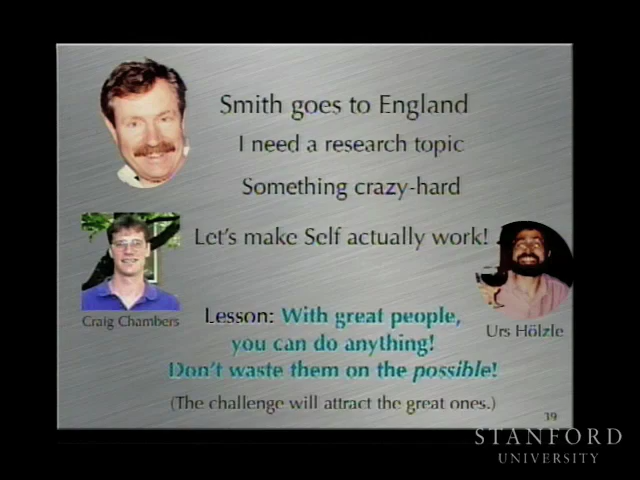 Smith goes to England
I need a research topic
Something crazy-hard
Let's make Self actually work!
Craig Chambers
Urs Hölzle
Lesson: With great people,
you can do anything!
Don't waste them on the possible!
(The challenge will attract the great ones.)
19
STANFORD
UNIVERSITY